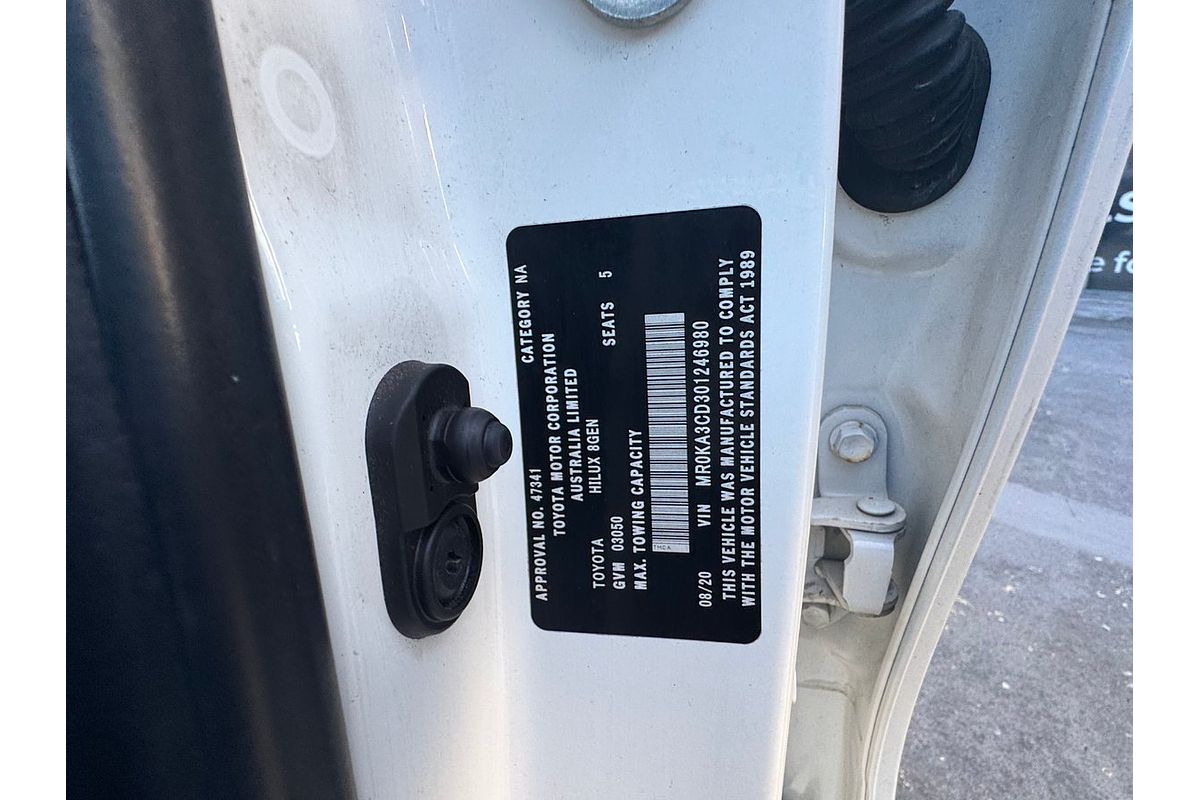 APPROVAL NO. 47341 CATEGORY NA
TOYOTA MOTOR CORPORATION
AUSTRALIA LIMITED
TOYOTA HILUX 8GEN
GVM 03050 SEATS 5
MAX. TOWING CAPACITY
TMCA
08/20 VIN MR0KA3CD301246980
THIS VEHICLE WAS MANUFACTURED TO COMPLY
WITH THE MOTOR VEHICLE STANDARDS ACT 1989